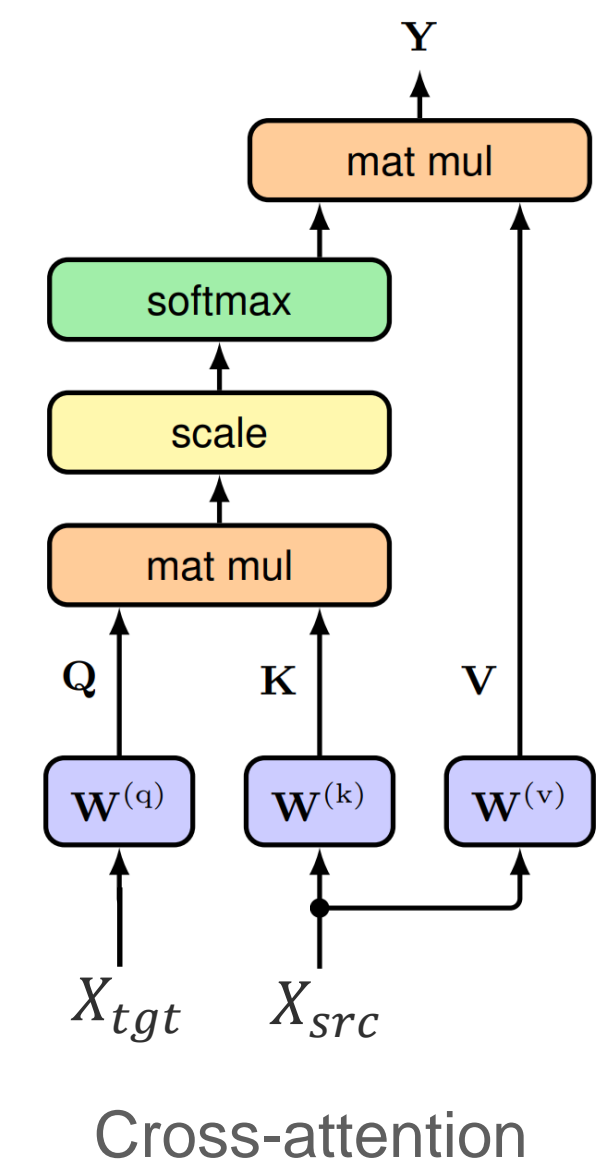 Y
mat mul
softmax
scale
mat mul
Q K V
W^(q) W^(k) W^(v)
X_tgt X_src
Cross-attention